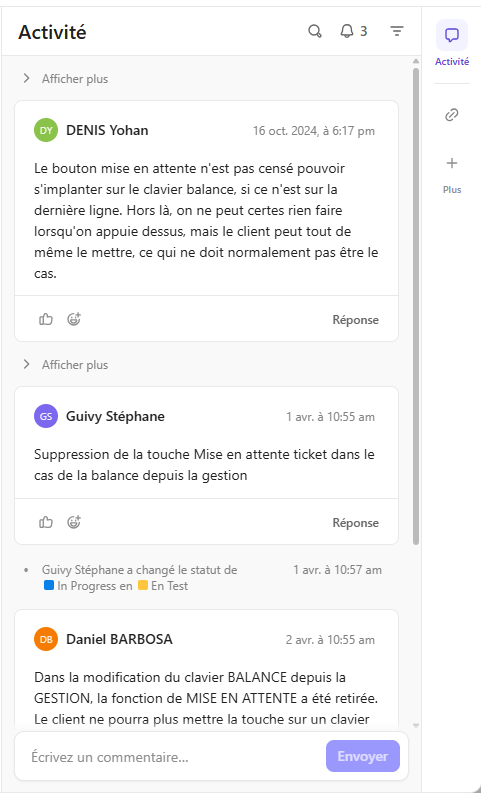 Activité
3
Activité
Afficher plus
DY
DENIS Yohan
16 oct. 2024, à 6:17 pm
Le bouton mise en attente n'est pas censé pouvoir
s'implanter sur le clavier balance, si ce n'est sur la
dernière ligne. Hors là, on ne peut certes rien faire
lorsqu'on appuie dessus, mais le client peut tout de
même le mettre, ce qui ne doit normalement pas être le
cas.
Réponse
Plus
Afficher plus
GS
Guivy Stéphane
1 avr. à 10:55 am
Suppression de la touche Mise en attente ticket dans le
cas de la balance depuis la gestion
Réponse
Guivy Stéphane a changé le statut de
1 avr. à 10:57 am
In Progress en En Test
DB
Daniel BARBOSA
2 avr. à 10:55 am
Dans la modification du clavier BALANCE depuis la
GESTION, la fonction de MISE EN ATTENTE a été retirée.
Le client ne pourra plus mettre la touche sur un clavier
Écrivez un commentaire...
Envoyer